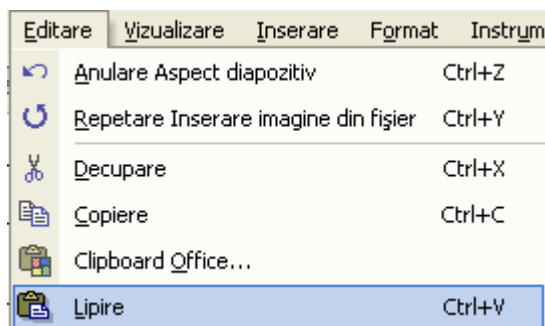 Editare Vizualizare Inserare Format Instrum
Anulare Aspect diapozitiv Ctrl+Z
Repetare Inserare imagine din fişier Ctrl+Y
Decupare Ctrl+X
Copiere Ctrl+C
Clipboard Office...
Lipire Ctrl+V